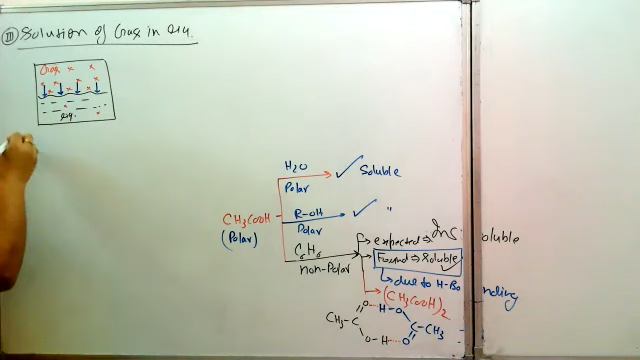 III Solution of Gas in liq.
Gas
liq.
H2O
Polar
Soluble
CH3COOH
(Polar)
R-OH
Polar
"
C6H6
non-Polar
expected ⇒ Insoluble
Found ⇒ Soluble
due to H-Bonding
(CH3COOH)2
O H-O
CH3-C C-CH3
O-H O